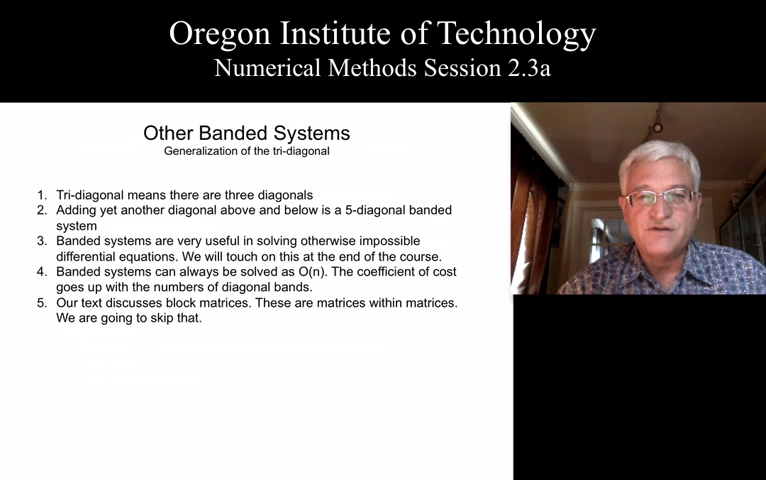 Oregon Institute of Technology
Numerical Methods Session 2.3a
Other Banded Systems
Generalization of the tri-diagonal
1. Tri-diagonal means there are three diagonals
2. Adding yet another diagonal above and below is a 5-diagonal banded
system
3. Banded systems are very useful in solving otherwise impossible
differential equations. We will touch on this at the end of the course.
4. Banded systems can always be solved as O(n). The coefficient of cost
goes up with the numbers of diagonal bands.
5. Our text discusses block matrices. These are matrices within matrices.
We are going to skip that.